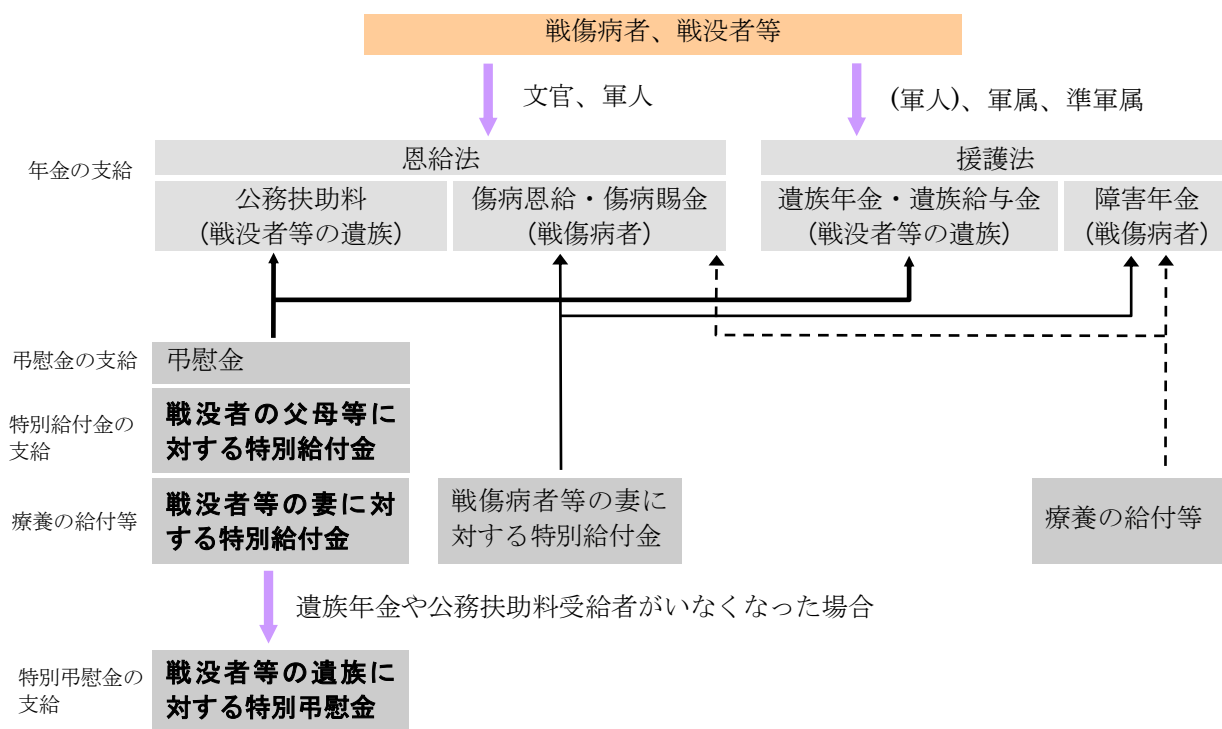 戦傷病者、戦没者等
文官、軍人
(軍人)、軍属、準軍属
年金の支給
恩給法
援護法
公務扶助料
(戦没者等の遺族)
傷病恩給・傷病賜金
(戦傷病者)
遺族年金・遺族給与金
(戦没者等の遺族)
障害年金
(戦傷病者)
弔慰金の支給
弔慰金
特別給付金の
支給
戦没者の父母等に
対する特別給付金
療養の給付等
戦没者等の妻に対
する特別給付金
戦傷病者等の妻に
対する特別給付金
療養の給付等
遺族年金や公務扶助料受給者がいなくなった場合
特別弔慰金の
支給
戦没者等の遺族に
対する特別弔慰金